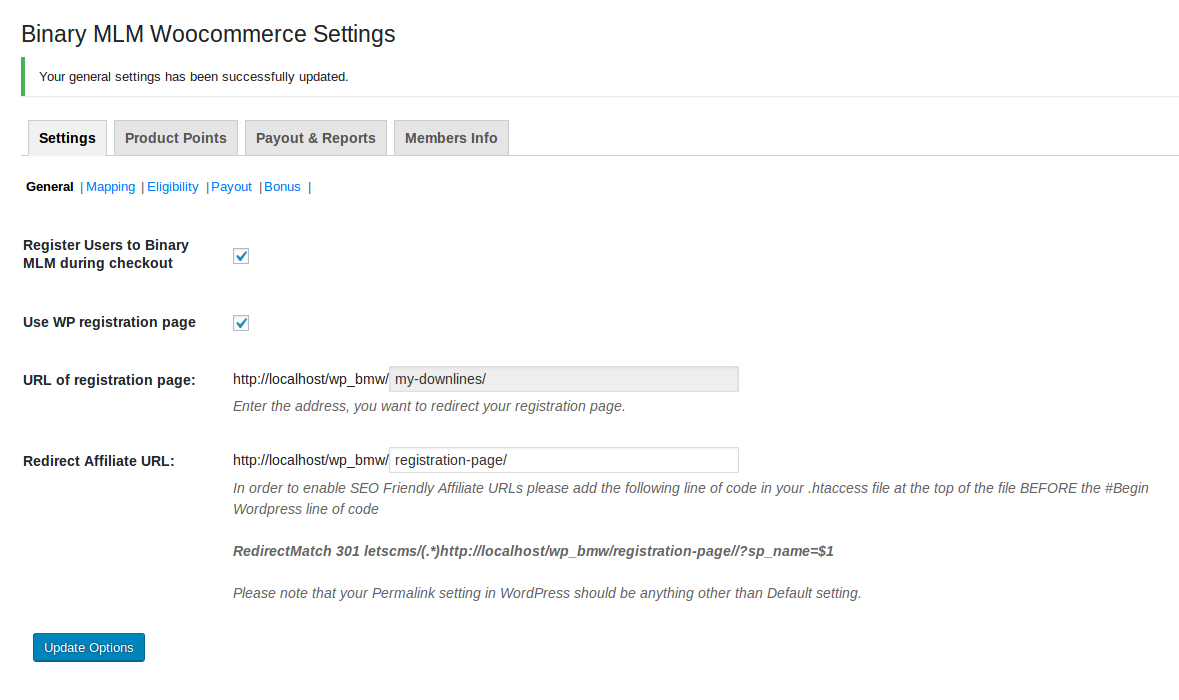 Binary MLM Woocommerce Settings
Your general settings has been successfully updated.
Settings Product Points Payout & Reports Members Info
General | Mapping | Eligibility | Payout | Bonus |
Register Users to Binary
MLM during checkout
Use WP registration page
URL of registration page: http://localhost/wp_bmw/ my-downlines/
Enter the address, you want to redirect your registration page.
Redirect Affiliate URL: http://localhost/wp_bmw/ registration-page/
In order to enable SEO Friendly Affiliate URLs please add the following line of code in your .htaccess file at the top of the file BEFORE the #Begin
Wordpress line of code
RedirectMatch 301 letscms/(.*)http://localhost/wp_bmw/registration-page//?sp_name=$1
Please note that your Permalink setting in WordPress should be anything other than Default setting.
Update Options